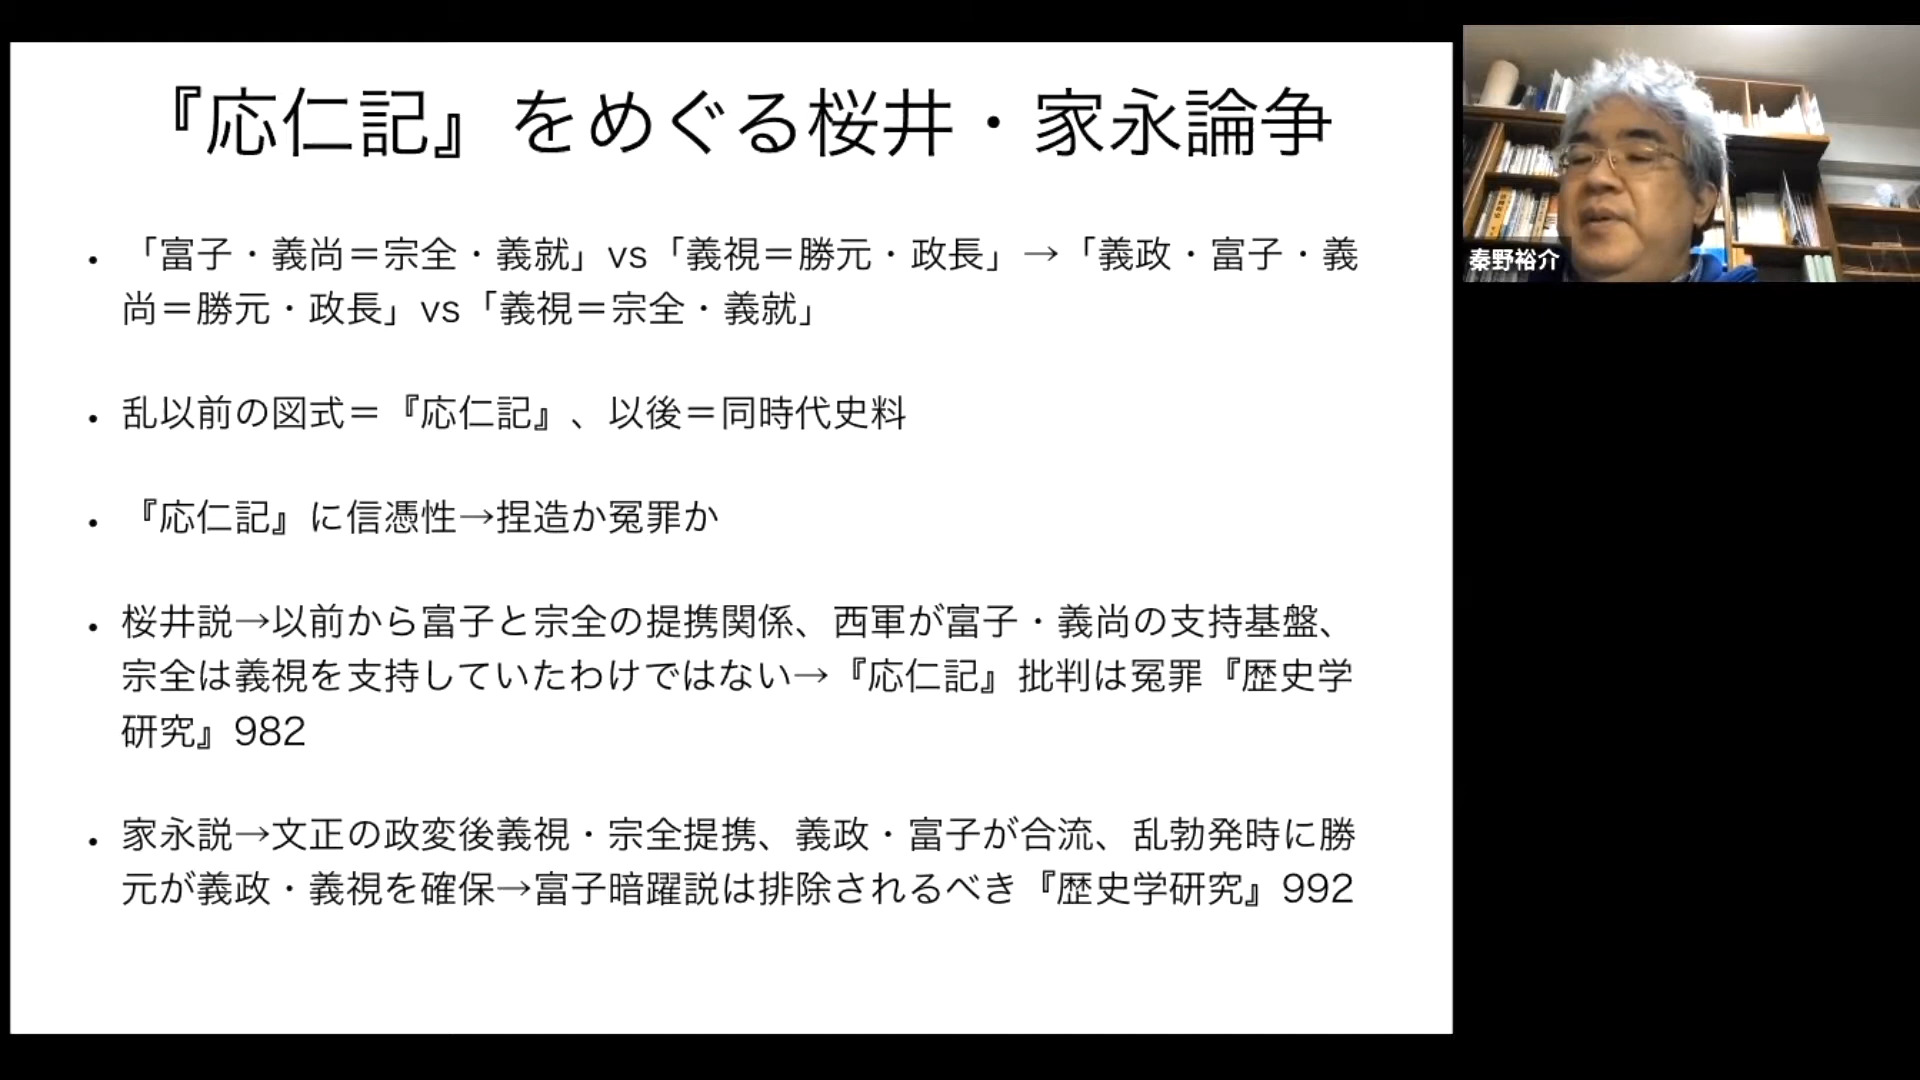 『応仁記』をめぐる桜井・家永論争
• 「富子・義尚＝宗全・義就」vs「義視＝勝元・政長」→「義政・富子・義
尚＝勝元・政長」vs「義視＝宗全・義就」
• 乱以前の図式＝『応仁記』、以後＝同時代史料
• 『応仁記』に信憑性→捏造か冤罪か
• 桜井説→以前から富子と宗全の提携関係、西軍が富子・義尚の支持基盤、
宗全は義視を支持していたわけではない→『応仁記』批判は冤罪『歴史学
研究』982
• 家永説→文正の政変後義視・宗全提携、義政・富子が合流、乱勃発時に勝
元が義政・義視を確保→富子暗躍説は排除されるべき『歴史学研究』992
秦野裕介